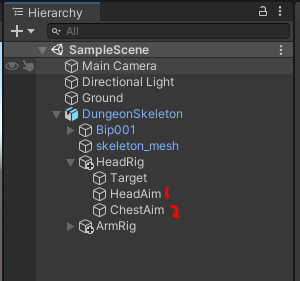 Hierarchy
All
SampleScene
Main Camera
Directional Light
Ground
DungeonSkeleton
Bip001
skeleton_mesh
HeadRig
Target
HeadAim 1
ChestAim 2
ArmRig